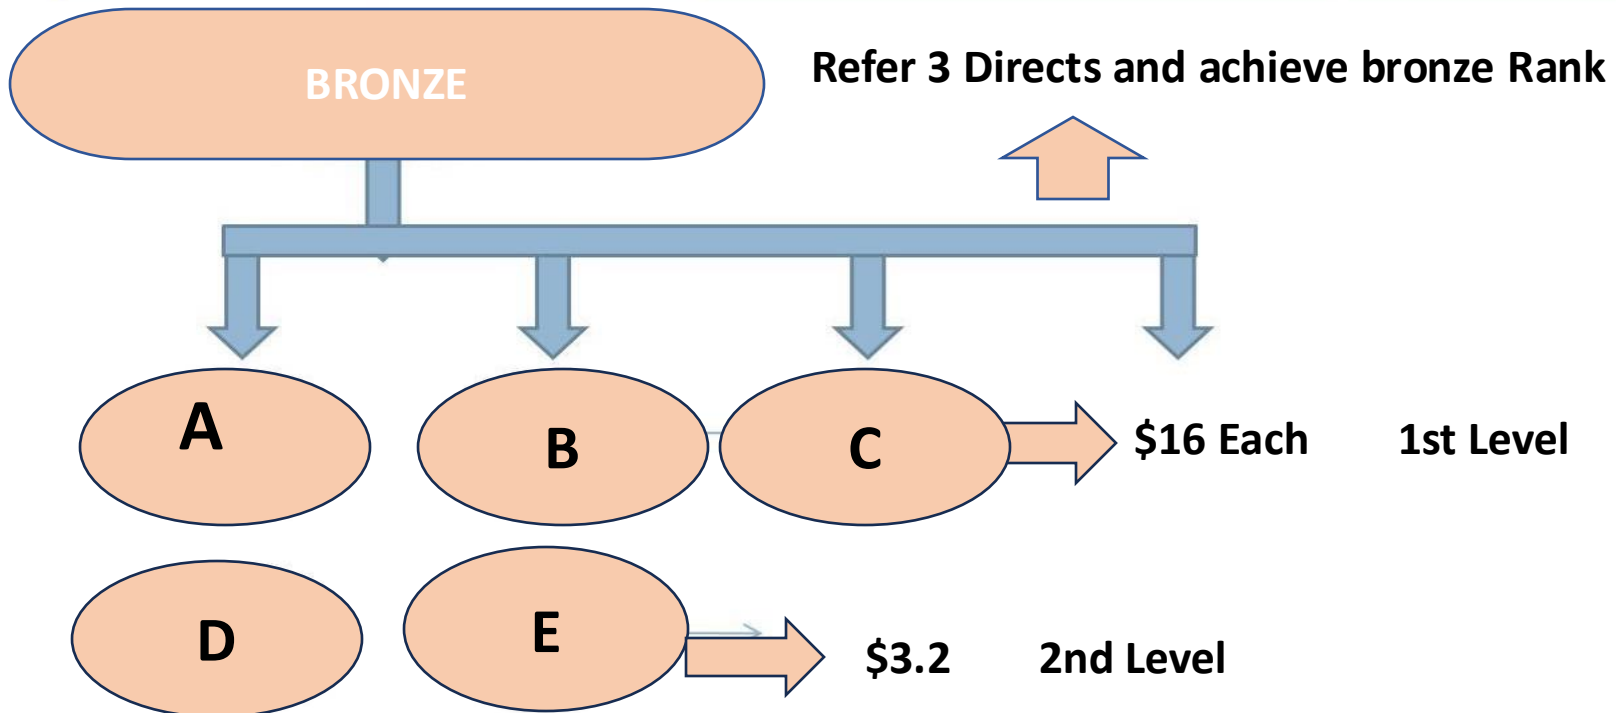 BRONZE
Refer 3 Directs and achieve bronze Rank
A
B
C
$16 Each 1st Level
D
E
$3.2 2nd Level